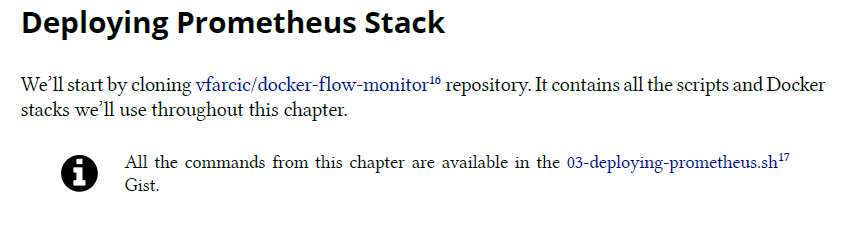 Deploying Prometheus Stack
We’ll start by cloning vfarcic/docker-flow-monitor¹⁶ repository. It contains all the scripts and Docker
stacks we’ll use throughout this chapter.
All the commands from this chapter are available in the 03-deploying-prometheus.sh¹⁷
Gist.